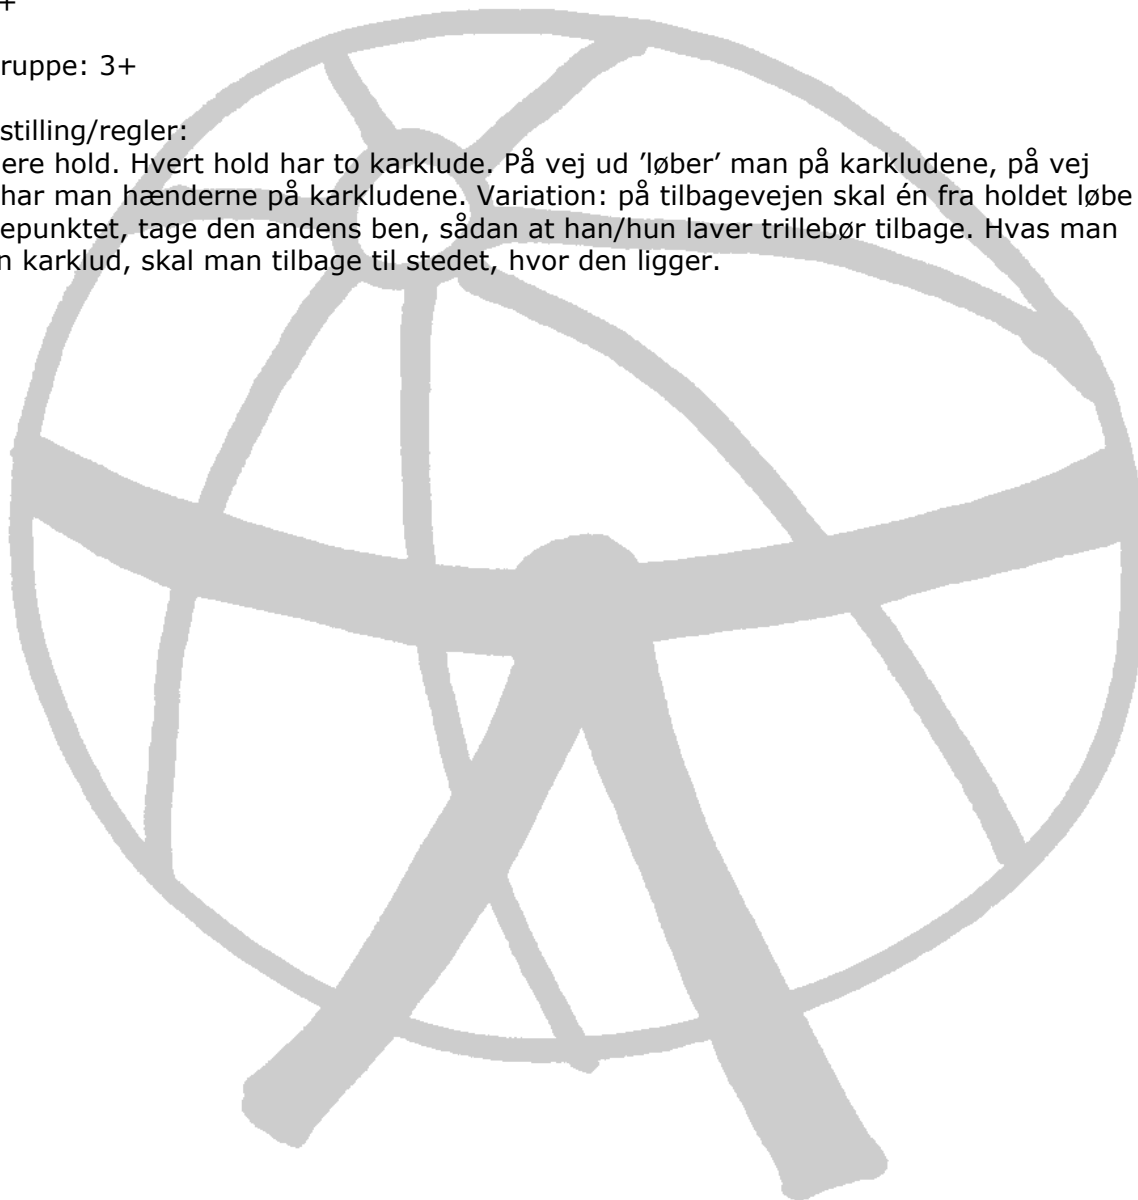 +
ruppe: 3+
stilling/regler:
ere hold. Hvert hold har to karklude. På vej ud ’løber’ man på karkludene, på vej
har man hænderne på karkludene. Variation: på tilbagevejen skal én fra holdet løbe
epunktet, tage den andens ben, sådan at han/hun laver trillebør tilbage. Hvas man
n karklud, skal man tilbage til stedet, hvor den ligger.